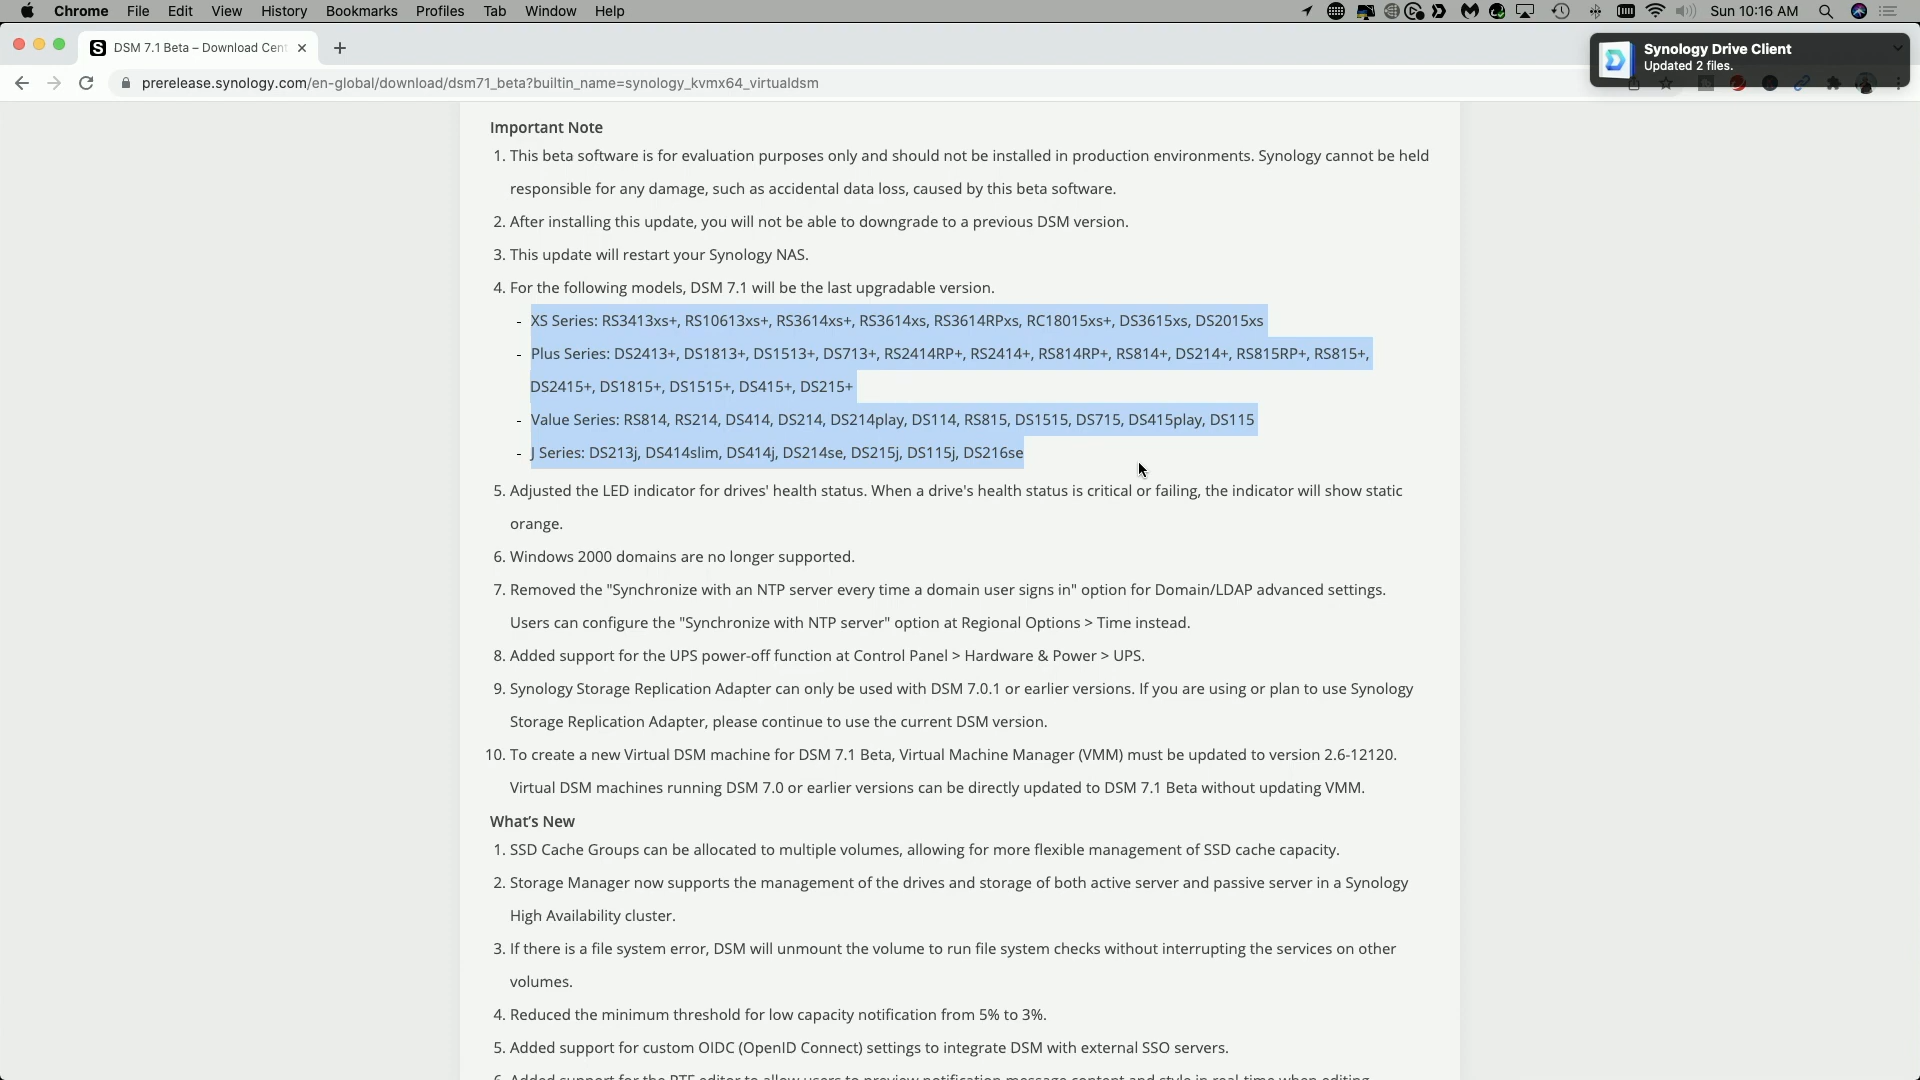 Chrome File Edit View History Bookmarks Profiles Tab Window Help Sun 10:16 AM
DSM 7.1 Beta – Download Cent
Synology Drive Client
Updated 2 files.
prerelease.synology.com/en-global/download/dsm71_beta?builtin_name=synology_kvmx64_virtualdsm
Important Note
1. This beta software is for evaluation purposes only and should not be installed in production environments. Synology cannot be held
responsible for any damage, such as accidental data loss, caused by this beta software.
2. After installing this update, you will not be able to downgrade to a previous DSM version.
3. This update will restart your Synology NAS.
4. For the following models, DSM 7.1 will be the last upgradable version.
- XS Series: RS3413xs+, RS10613xs+, RS3614xs+, RS3614xs, RS3614RPxs, RC18015xs+, DS3615xs, DS2015xs
- Plus Series: DS2413+, DS1813+, DS1513+, DS713+, RS2414RP+, RS2414+, RS814RP+, RS814+, DS214+, RS815RP+, RS815+,
DS2415+, DS1815+, DS1515+, DS415+, DS215+
- Value Series: RS814, RS214, DS414, DS214, DS214play, DS114, RS815, DS1515, DS715, DS415play, DS115
- J Series: DS213j, DS414slim, DS414j, DS214se, DS215j, DS115j, DS216se
5. Adjusted the LED indicator for drives' health status. When a drive's health status is critical or failing, the indicator will show static
orange.
6. Windows 2000 domains are no longer supported.
7. Removed the "Synchronize with an NTP server every time a domain user signs in" option for Domain/LDAP advanced settings.
Users can configure the "Synchronize with NTP server" option at Regional Options > Time instead.
8. Added support for the UPS power-off function at Control Panel > Hardware & Power > UPS.
9. Synology Storage Replication Adapter can only be used with DSM 7.0.1 or earlier versions. If you are using or plan to use Synology
Storage Replication Adapter, please continue to use the current DSM version.
10. To create a new Virtual DSM machine for DSM 7.1 Beta, Virtual Machine Manager (VMM) must be updated to version 2.6-12120.
Virtual DSM machines running DSM 7.0 or earlier versions can be directly updated to DSM 7.1 Beta without updating VMM.
What's New
1. SSD Cache Groups can be allocated to multiple volumes, allowing for more flexible management of SSD cache capacity.
2. Storage Manager now supports the management of the drives and storage of both active server and passive server in a Synology
High Availability cluster.
3. If there is a file system error, DSM will unmount the volume to run file system checks without interrupting the services on other
volumes.
4. Reduced the minimum threshold for low capacity notification from 5% to 3%.
5. Added support for custom OIDC (OpenID Connect) settings to integrate DSM with external SSO servers.
6. Added support for the RTF editor to allow users to preview notification message content and style in real-time when editing